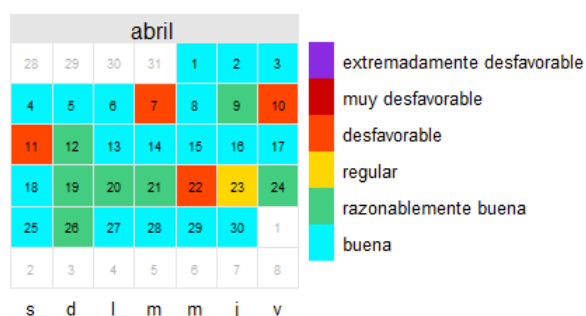 abril
28 29 30 31 1 2 3
4 5 6 7 8 9 10
11 12 13 14 15 16 17
18 19 20 21 22 23 24
25 26 27 28 29 30 1
2 3 4 5 6 7 8
s d l m m j v
extremadamente desfavorable
muy desfavorable
desfavorable
regular
razonablemente buena
buena